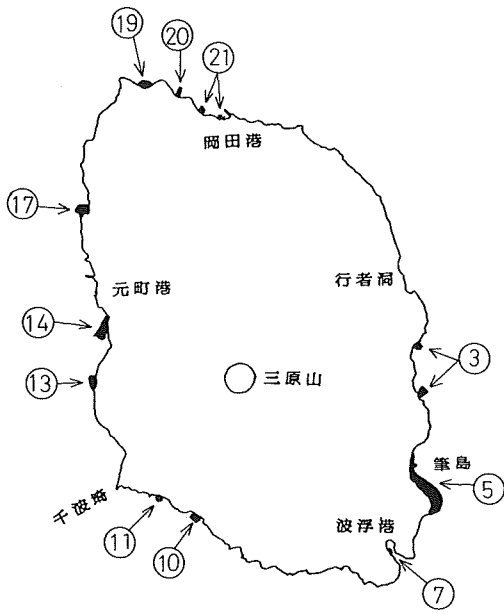 ⑲
⑳
㉑
岡田港
⑰
行者洞
元町港
⑭
③
⑬
三原山
筆島
⑤
千波崎
波浮港
⑪
⑩
⑦